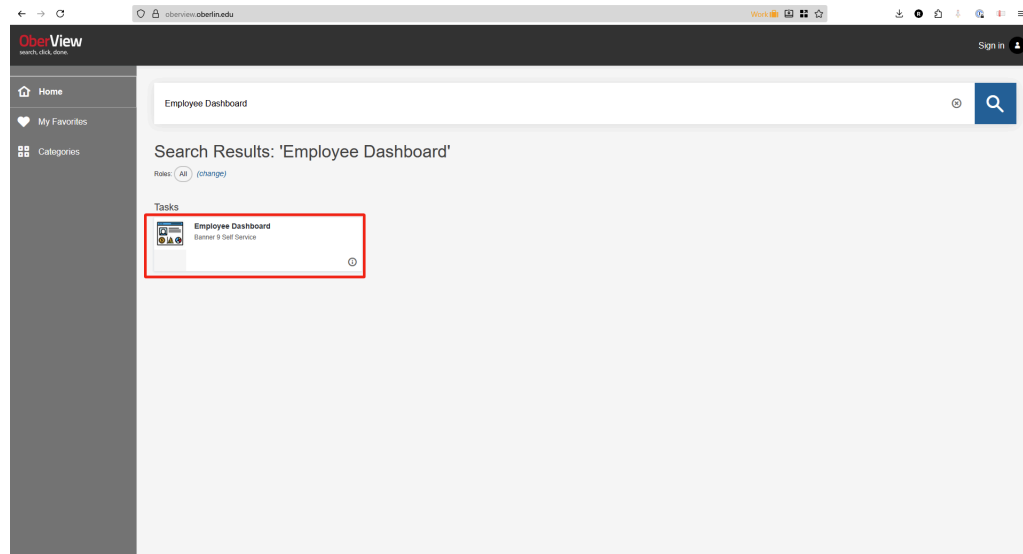 oberview.oberlin.edu
Work
OberView
search, click, done.
Sign in
Home
My Favorites
Categories
Employee Dashboard
Search Results: 'Employee Dashboard'
Roles: All (change)
Tasks
Employee Dashboard
Banner 9 Self Service